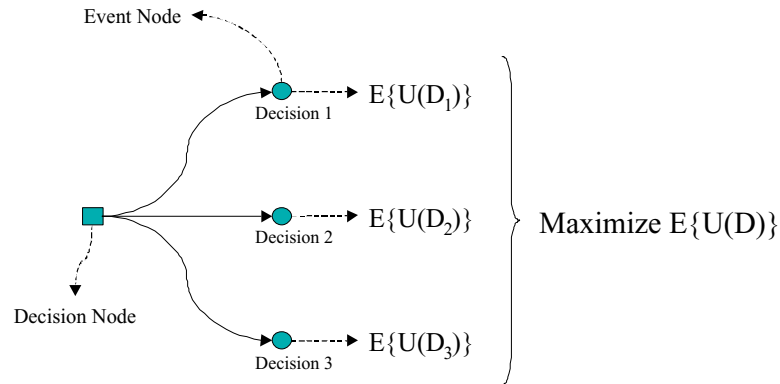 Event Node
E{U(D₁)}
Decision 1
E{U(D₂)}
Maximize E{U(D)}
Decision 2
Decision Node
E{U(D₃)}
Decision 3